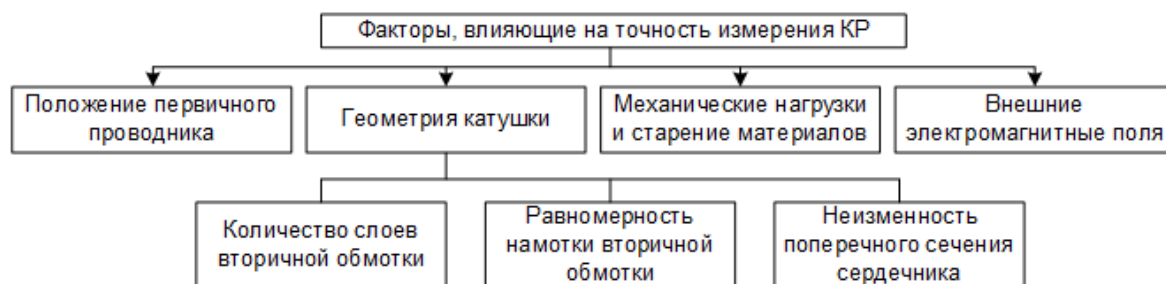 Факторы, влияющие на точность измерения КР
Положение первичного
проводника
Геометрия катушки
Механические нагрузки
и старение материалов
Внешние
электромагнитные поля
Количество слоев
вторичной обмотки
Равномерность
намотки вторичной
обмотки
Неизменность
поперечного сечения
сердечника